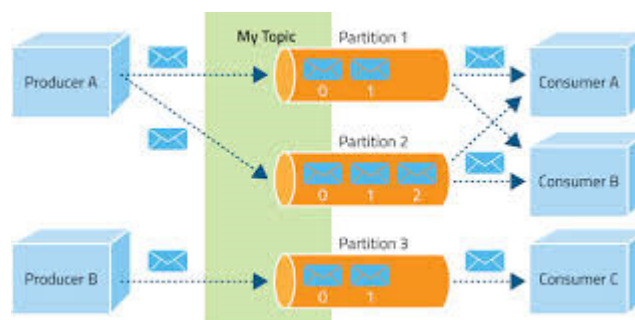 My Topic
Partition 1
Producer A
0 1
Consumer A
Partition 2
0 1 2
Consumer B
Partition 3
Producer B
0 1
Consumer C